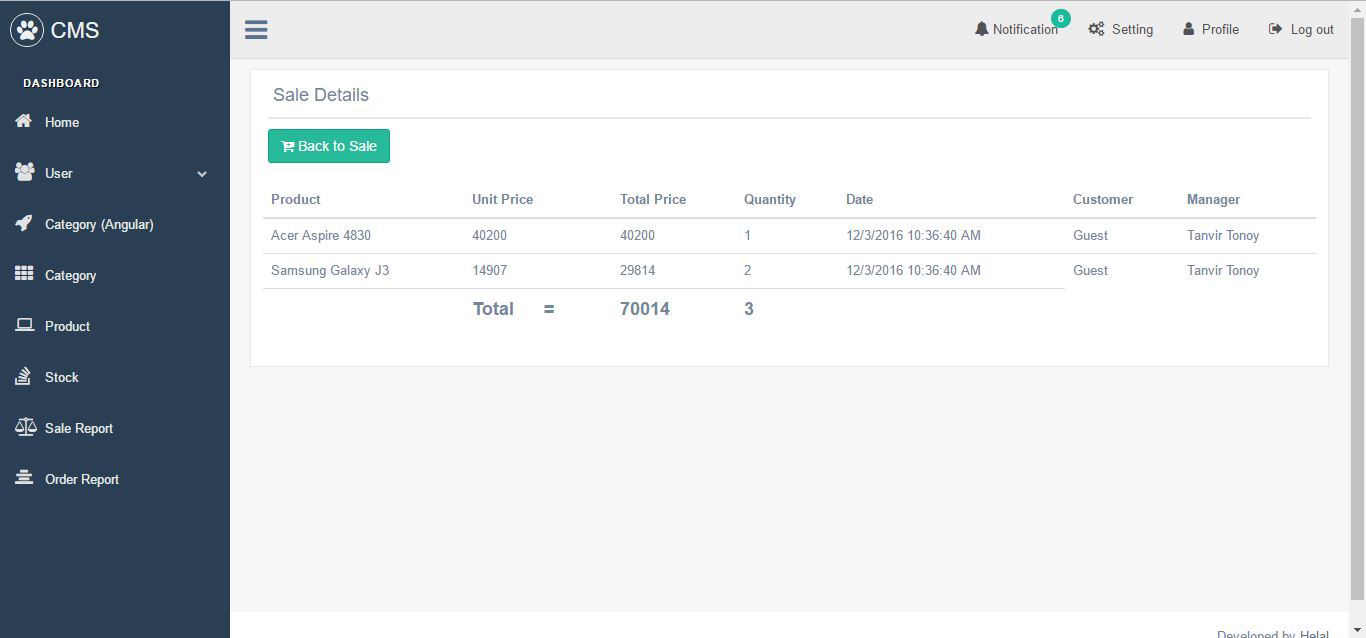 CMS
Notification 6 Setting Profile Log out
DASHBOARD
Home
User
Category (Angular)
Category
Product
Stock
Sale Report
Order Report
Sale Details
Back to Sale
Product Unit Price Total Price Quantity Date Customer Manager
Acer Aspire 4830 40200 40200 1 12/3/2016 10:36:40 AM Guest Tanvir Tonoy
Samsung Galaxy J3 14907 29814 2 12/3/2016 10:36:40 AM Guest Tanvir Tonoy
Total = 70014 3
Developed by Helal